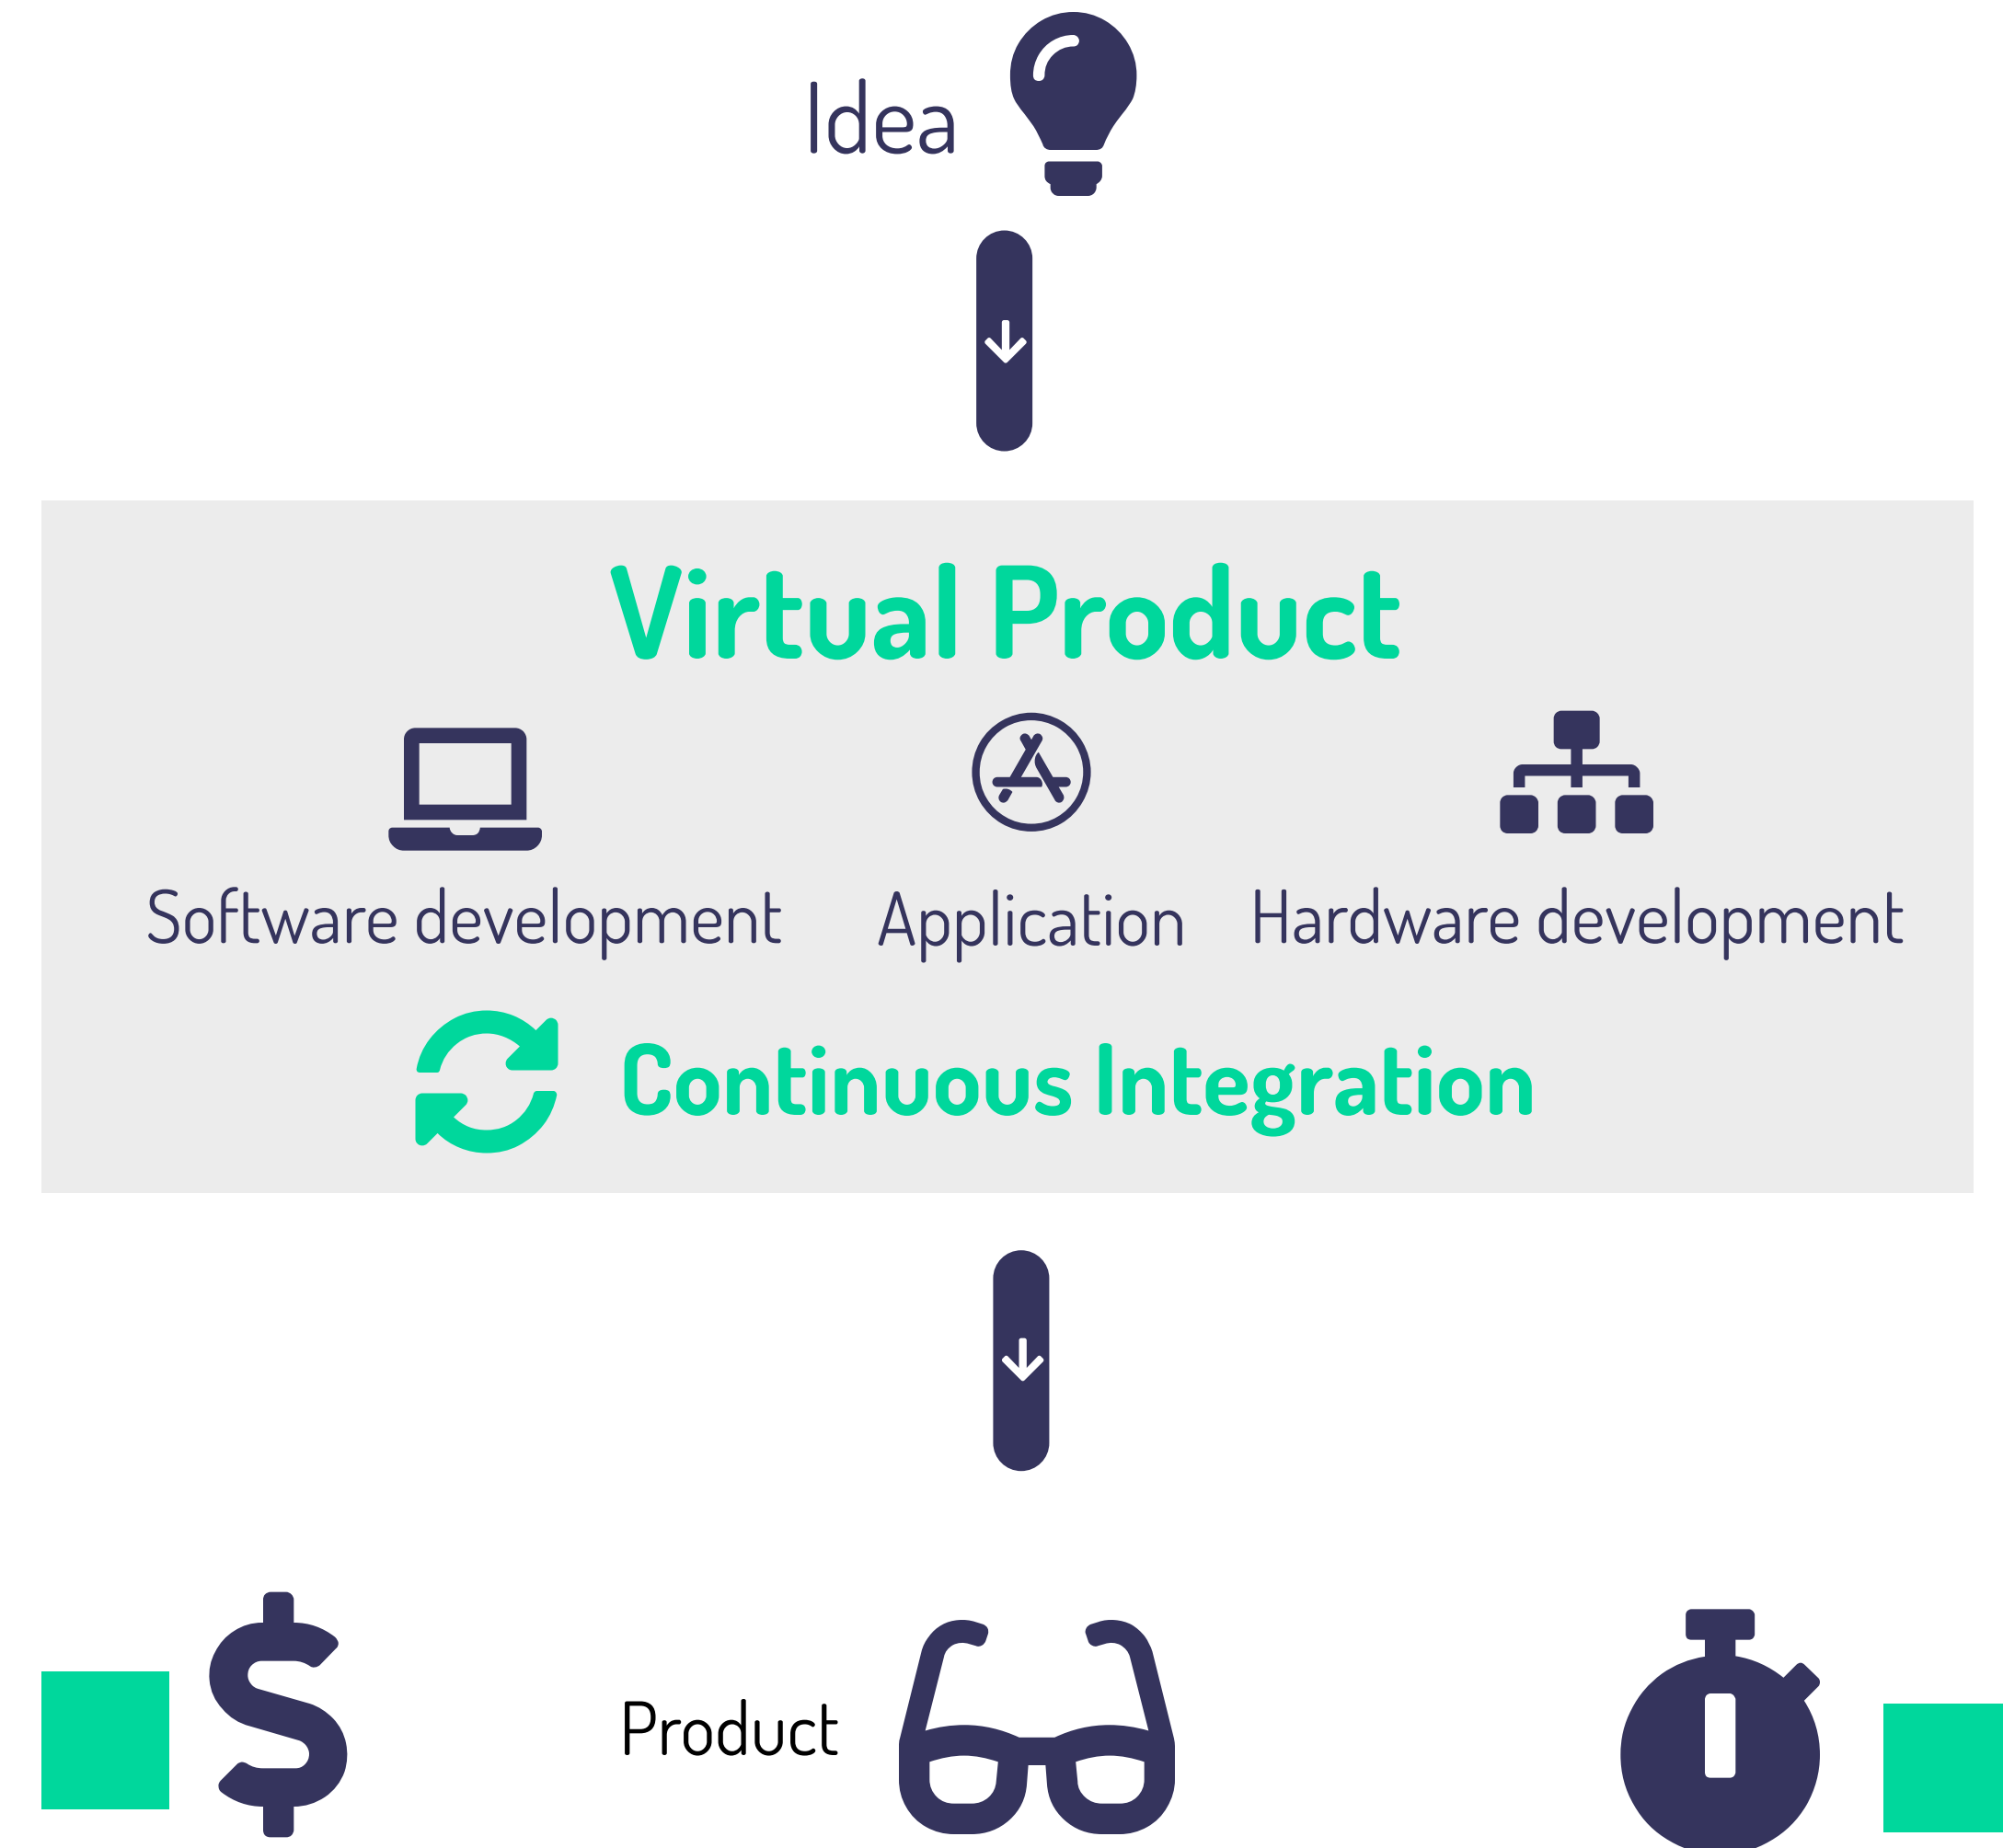 Idea
Virtual Product
Software development
Application
Hardware development
Continuous Integration
Product